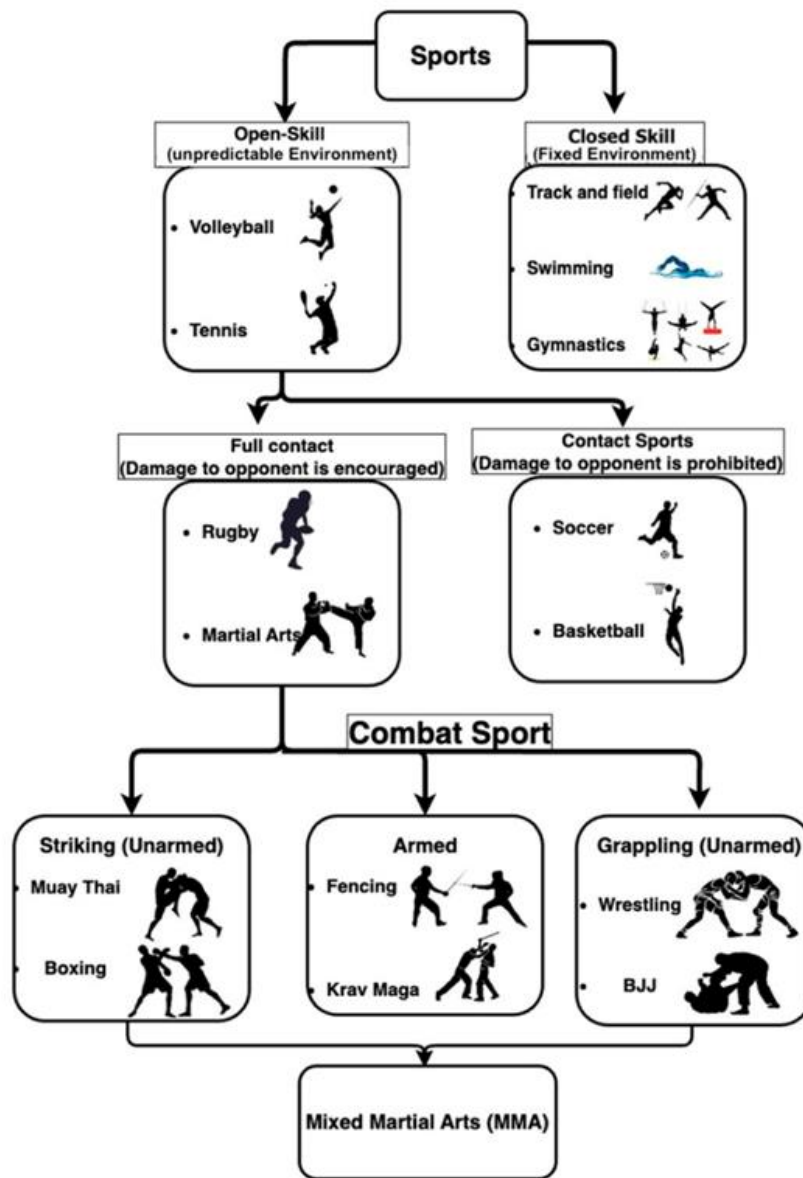 Sports
Open-Skill
(unpredictable Environment)
• Volleyball
• Tennis
Closed Skill
(Fixed Environment)
• Track and field
• Swimming
• Gymnastics
Full contact
(Damage to opponent is encouraged)
• Rugby
• Martial Arts
Contact Sports
(Damage to opponent is prohibited)
• Soccer
• Basketball
Combat Sport
Striking (Unarmed)
• Muay Thai
• Boxing
Armed
• Fencing
• Krav Maga
Grappling (Unarmed)
• Wrestling
• BJJ
Mixed Martial Arts (MMA)